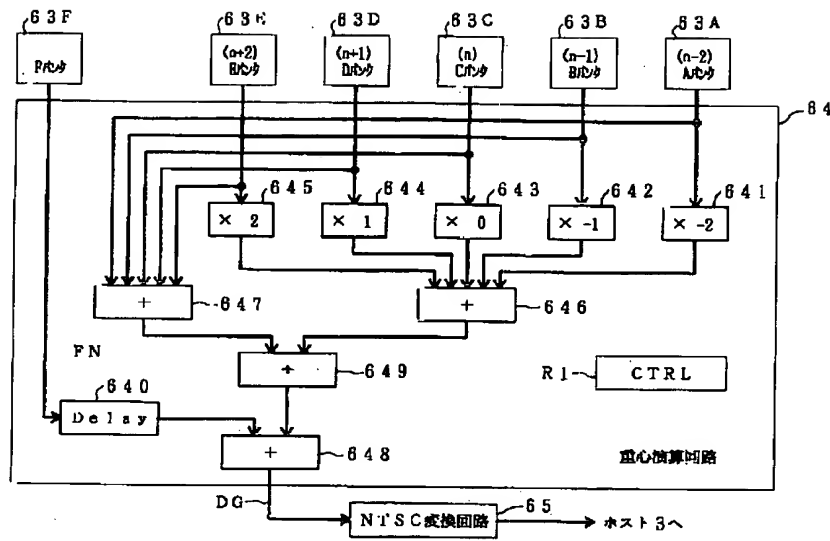 63F 63E 63D 63C 63B 63A
(n+2) (n+1) (n) (n-1) (n-2)
Fバンク Eバンク Dバンク Cバンク Bバンク Aバンク
64
645 644 643 642 641
× 2 × 1 × 0 × -1 × -2
+ 647 + 646
FN
÷ 649
R1 CTRL
640
Delay
+ 648
重心演算回路
DG
65
NTSC変換回路 ホスト3へ